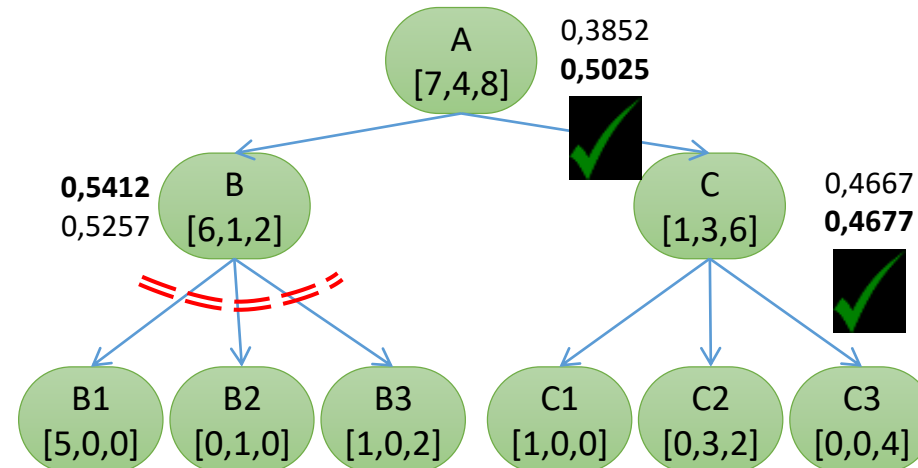 A
[7,4,8]
0,3852
0,5025
0,5412
0,5257
B
[6,1,2]
C
[1,3,6]
0,4667
0,4677
B1
[5,0,0]
B2
[0,1,0]
B3
[1,0,2]
C1
[1,0,0]
C2
[0,3,2]
C3
[0,0,4]